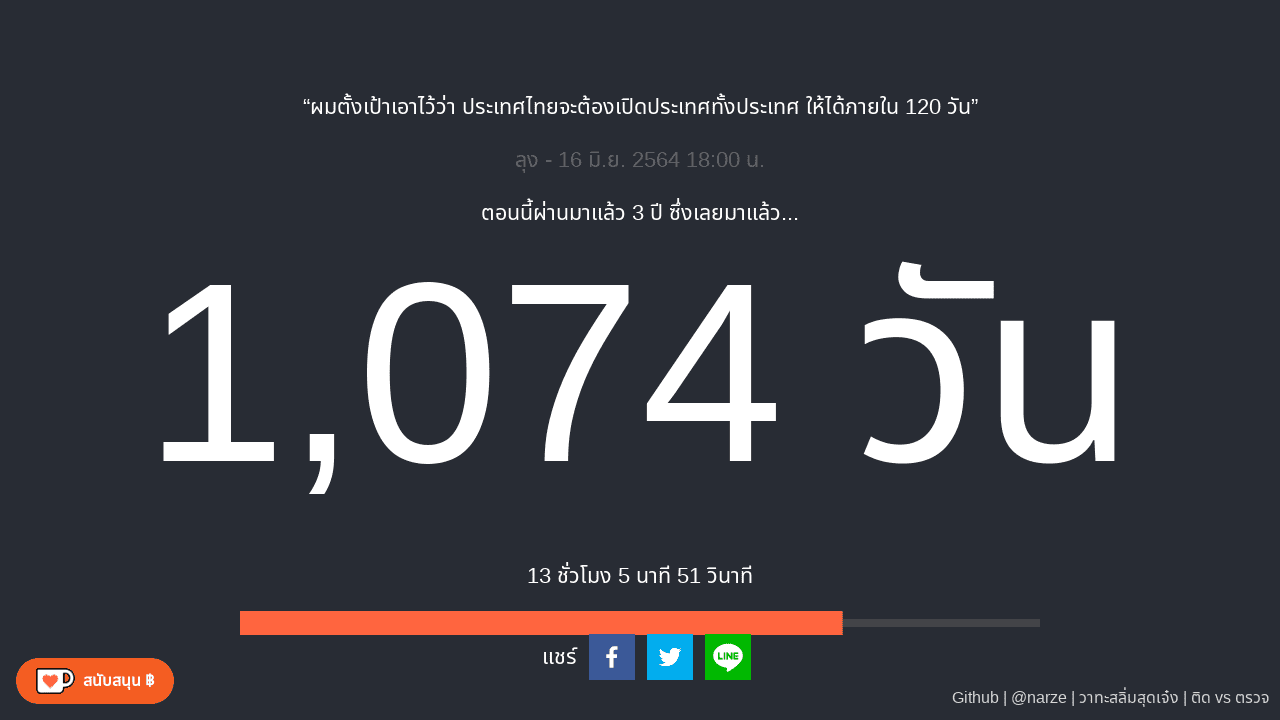 “ผมตั้งเป้าเอาไว้ว่า ประเทศไทยจะต้องเปิดประเทศทั้งประเทศ ให้ได้ภายใน 120 วัน”
ลุง - 16 มิ.ย. 2564 18:00 น.
ตอนนี้ผ่านมาแล้ว 3 ปี ซึ่งเลยมาแล้ว...
1,074 วัน
13 ชั่วโมง 5 นาที 51 วินาที
แชร์
LINE
สนับสนุน ฿
Github | @narze | วาทะสลิ่มสุดเจ๋ง | ติด vs ตรวจ